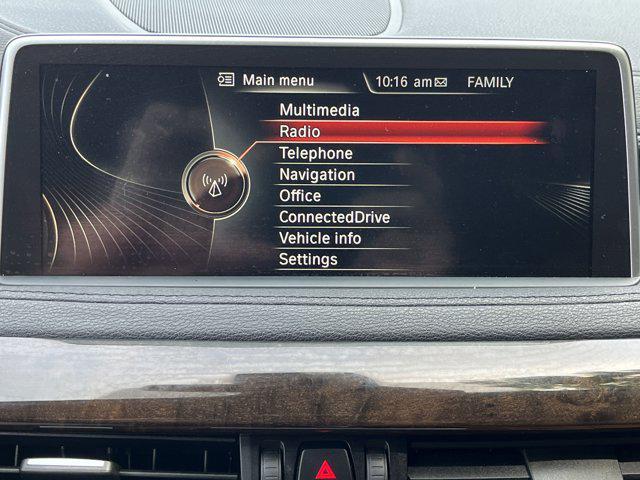 Main menu
10:16 am FAMILY
Multimedia
Radio
Telephone
Navigation
Office
ConnectedDrive
Vehicle info
Settings